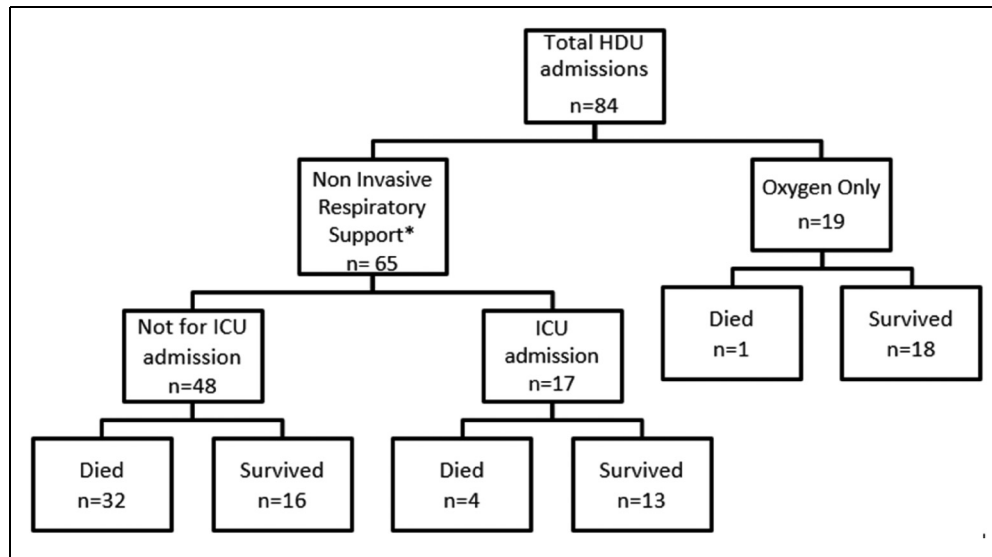 Total HDU
admissions
n=84
Non Invasive
Respiratory
Support*
n= 65
Oxygen Only
n=19
Not for ICU
admission
n=48
ICU
admission
n=17
Died
n=1
Survived
n=18
Died
n=32
Survived
n=16
Died
n=4
Survived
n=13